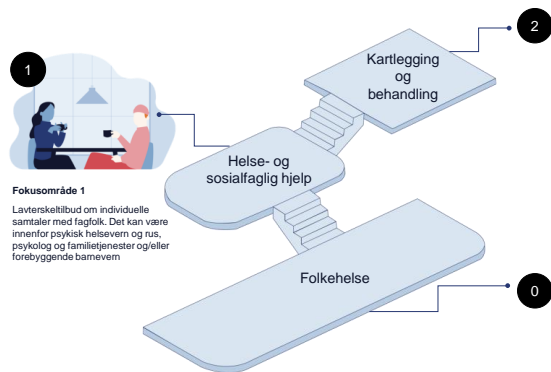 1
Fokusområde 1
Lavterskeltilbud om individuelle
samtaler med fagfolk. Det kan være
innenfor psykisk helsevern og rus,
psykolog og familietjenester og/eller
forebyggende barnevern
2
Kartlegging
og
behandling
Helse- og
sosialfaglig hjelp
Folkehelse
0